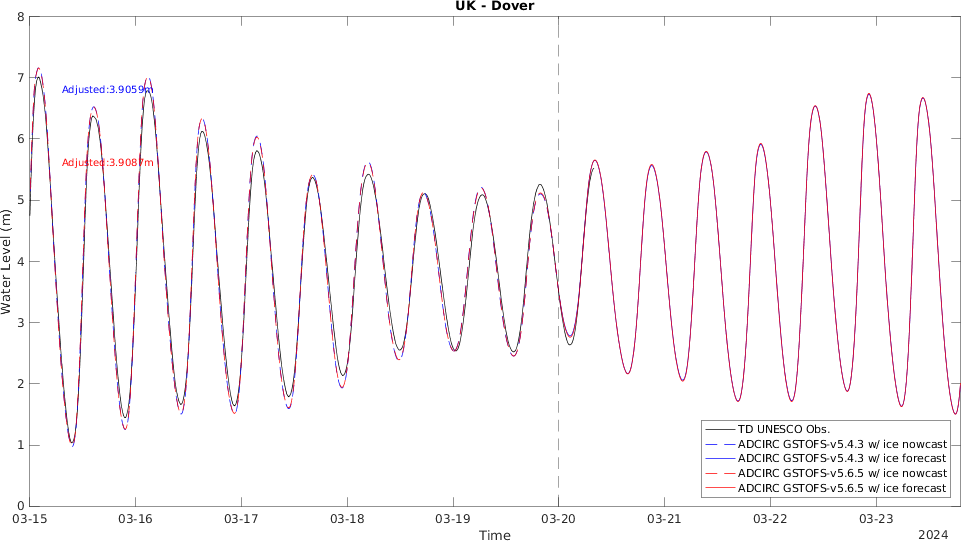 UK - Dover
8
7
Adjusted:3.9059m
6
Adjusted:3.9087m
5
Water Level (m)
4
3
2
1
0
TD UNESCO Obs.
ADCIRC GSTOFS-v5.4.3 w/ ice nowcast
ADCIRC GSTOFS-v5.4.3 w/ ice forecast
ADCIRC GSTOFS-v5.6.5 w/ ice nowcast
ADCIRC GSTOFS-v5.6.5 w/ ice forecast
03-15 03-16 03-17 03-18 03-19 03-20 03-21 03-22 03-23
Time
2024